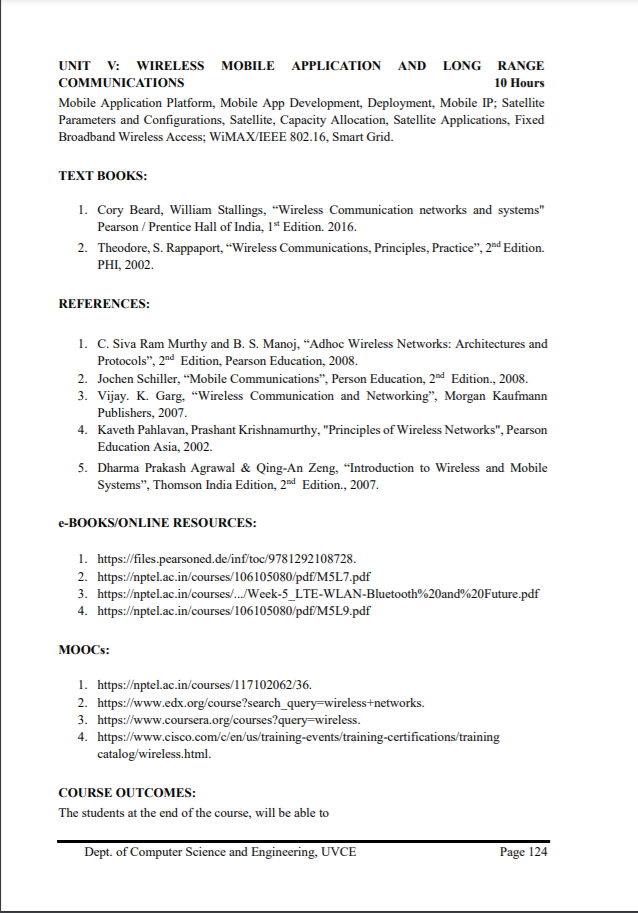 UNIT V: WIRELESS MOBILE APPLICATION AND LONG RANGE
COMMUNICATIONS 10 Hours
Mobile Application Platform, Mobile App Development, Deployment, Mobile IP; Satellite
Parameters and Configurations, Satellite, Capacity Allocation, Satellite Applications, Fixed
Broadband Wireless Access; WiMAX/IEEE 802.16, Smart Grid.
TEXT BOOKS:
1. Cory Beard, William Stallings, “Wireless Communication networks and systems"
Pearson / Prentice Hall of India, 1st Edition. 2016.
2. Theodore, S. Rappaport, “Wireless Communications, Principles, Practice”, 2nd Edition.
PHI, 2002.
REFERENCES:
1. C. Siva Ram Murthy and B. S. Manoj, “Adhoc Wireless Networks: Architectures and
Protocols”, 2nd Edition, Pearson Education, 2008.
2. Jochen Schiller, “Mobile Communications”, Person Education, 2nd Edition., 2008.
3. Vijay. K. Garg, “Wireless Communication and Networking”, Morgan Kaufmann
Publishers, 2007.
4. Kaveth Pahlavan, Prashant Krishnamurthy, "Principles of Wireless Networks", Pearson
Education Asia, 2002.
5. Dharma Prakash Agrawal & Qing-An Zeng, “Introduction to Wireless and Mobile
Systems”, Thomson India Edition, 2nd Edition., 2007.
e-BOOKS/ONLINE RESOURCES:
1. https://files.pearsoned.de/inf/toc/9781292108728.
2. https://nptel.ac.in/courses/106105080/pdf/M5L7.pdf
3. https://nptel.ac.in/courses/.../Week-5_LTE-WLAN-Bluetooth%20and%20Future.pdf
4. https://nptel.ac.in/courses/106105080/pdf/M5L9.pdf
MOOCs:
1. https://nptel.ac.in/courses/117102062/36.
2. https://www.edx.org/course?search_query=wireless+networks.
3. https://www.coursera.org/courses?query=wireless.
4. https://www.cisco.com/c/en/us/training-events/training-certifications/training
catalog/wireless.html.
COURSE OUTCOMES:
The students at the end of the course, will be able to
Dept. of Computer Science and Engineering, UVCE Page 124